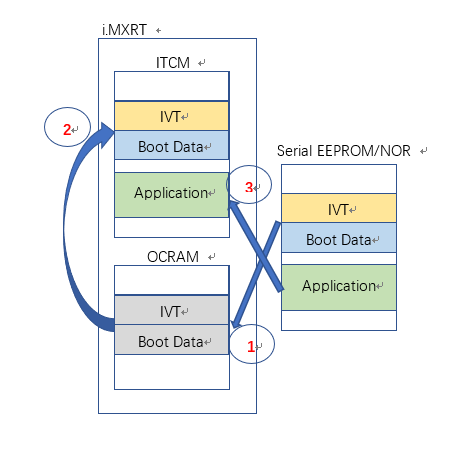 i.MXRT
ITCM
IVT
Boot Data
Application
2
3
Serial EEPROM/NOR
IVT
Boot Data
Application
OCRAM
IVT
Boot Data
1